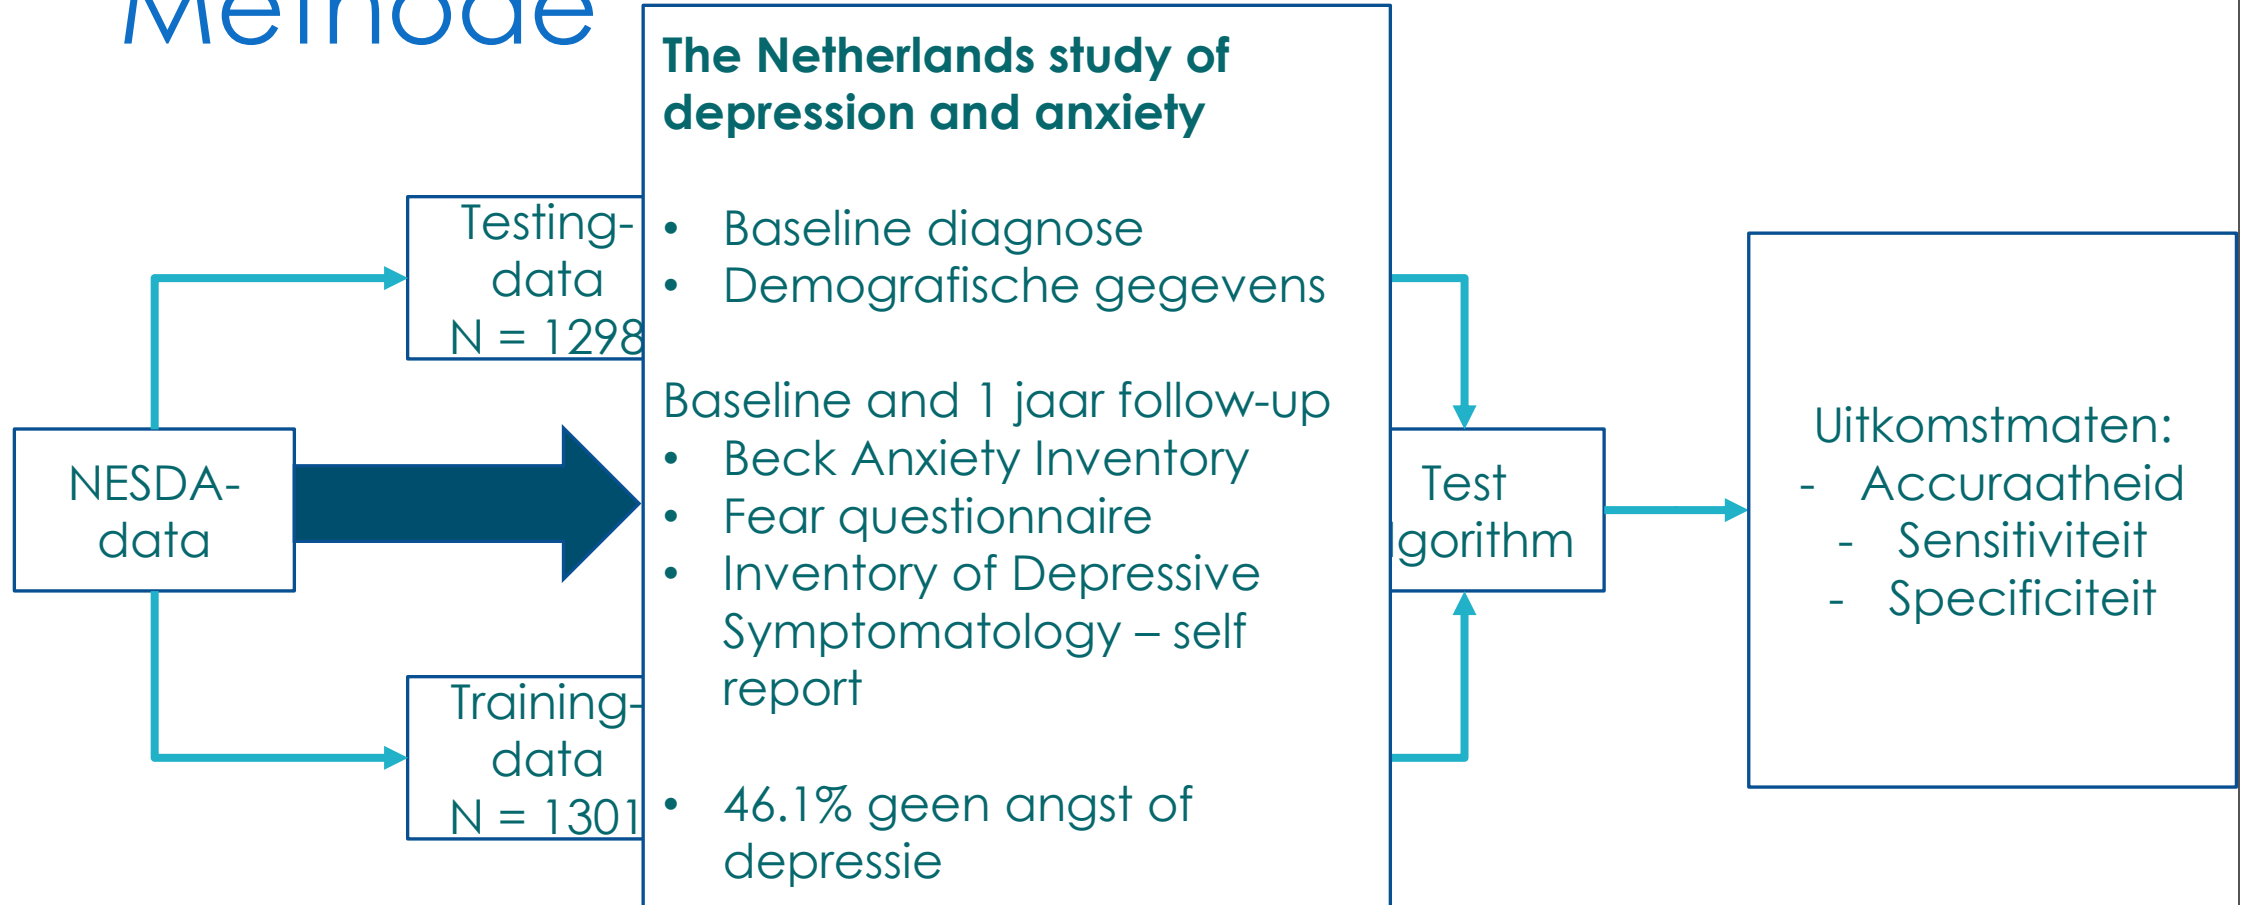 Methode
The Netherlands study of
depression and anxiety
• Baseline diagnose
• Demografische gegevens
Baseline and 1 jaar follow-up
• Beck Anxiety Inventory
• Fear questionnaire
• Inventory of Depressive
Symptomatology – self
report
• 46.1% geen angst of
depressie
Testing-
data
N = 1298
NESDA-
data
Training-
data
N = 1301
Test
lgorithm
Uitkomstmaten:
- Accuraatheid
- Sensitiviteit
- Specificiteit